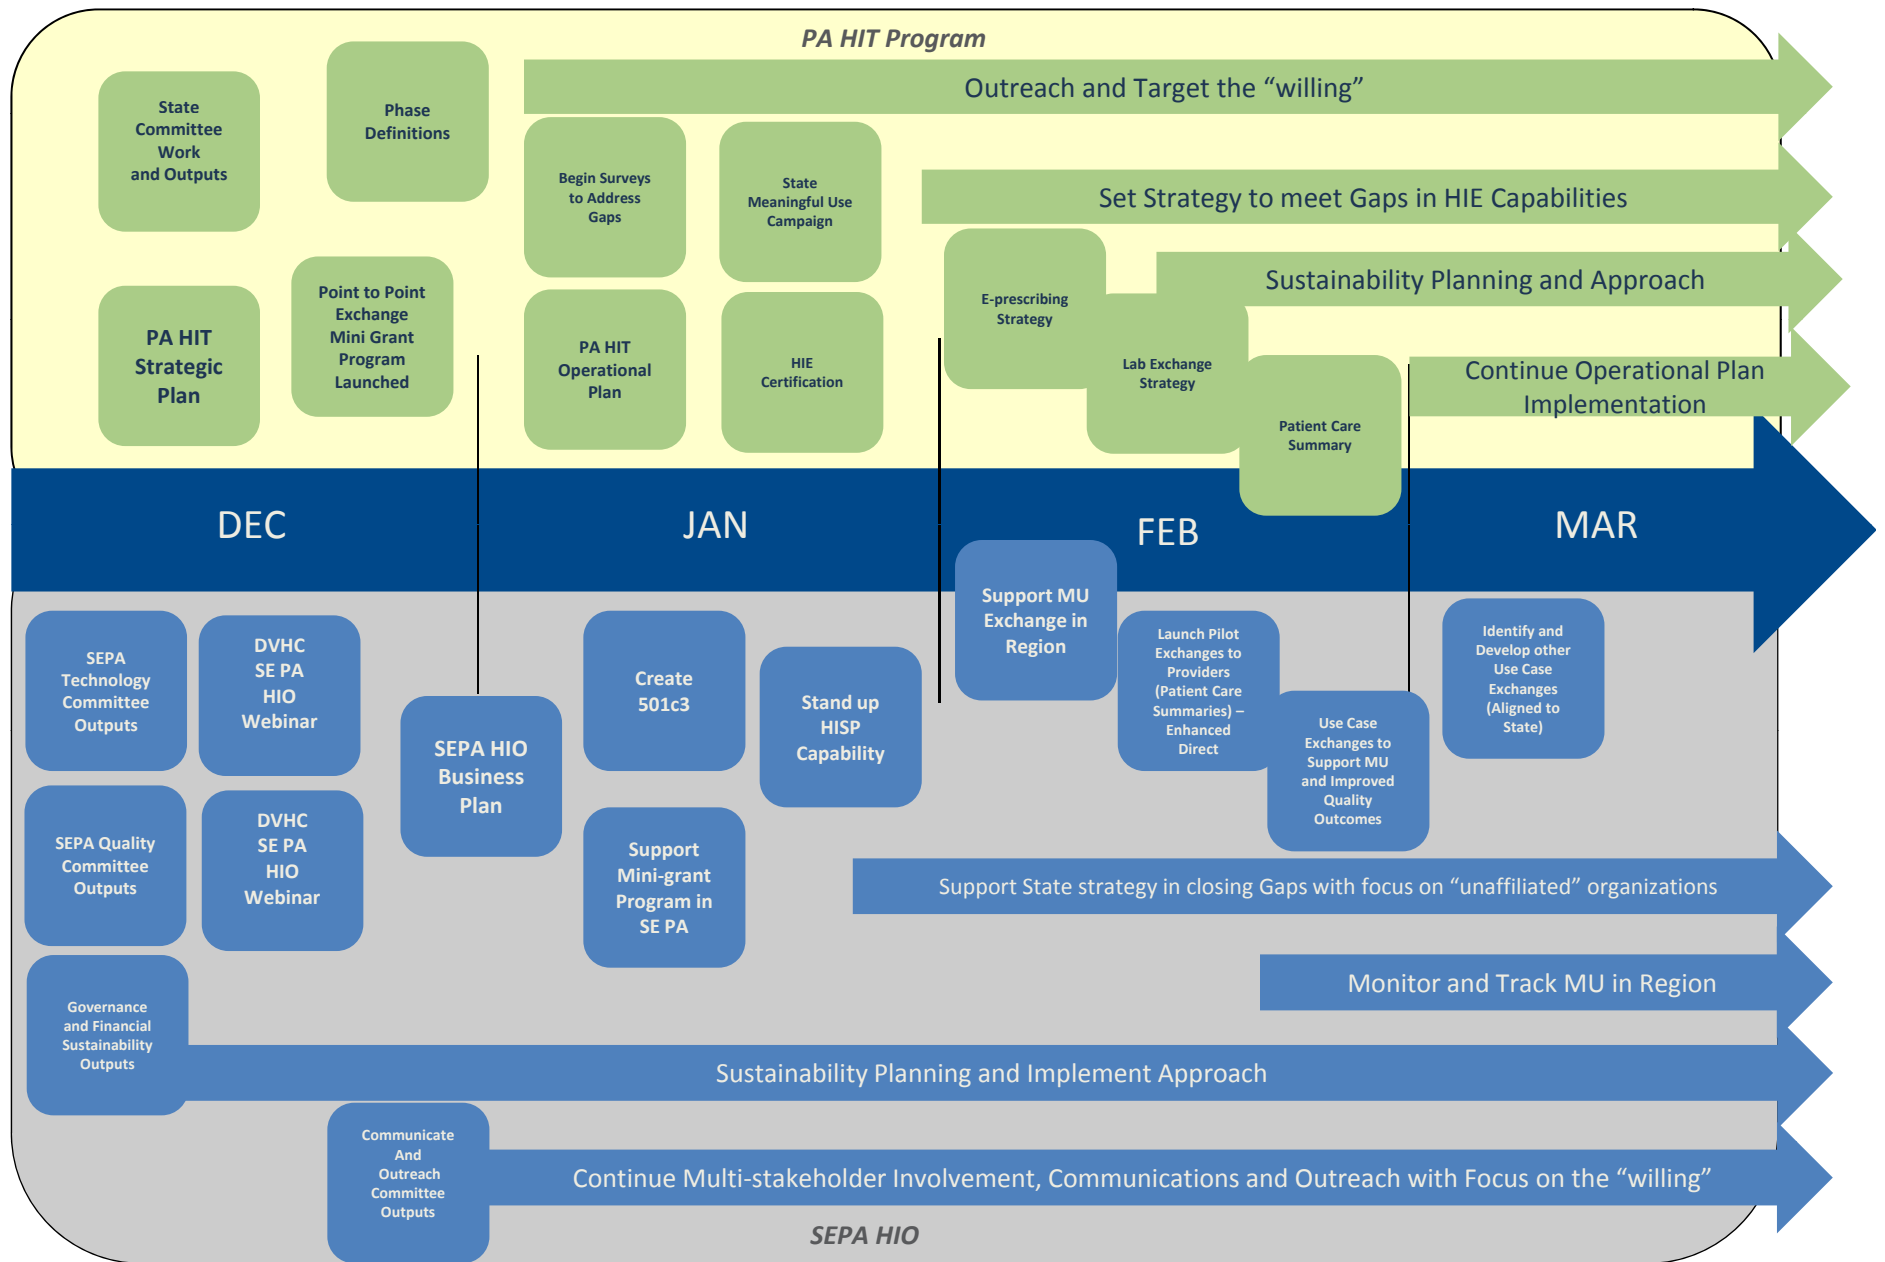 PA HIT Program
Outreach and Target the “willing”
State
Committee
Work
and Outputs
Phase
Definitions
Begin Surveys
to Address
Gaps
State
Meaningful Use
Campaign
Set Strategy to meet Gaps in HIE Capabilities
PA HIT
Strategic
Plan
Point to Point
Exchange
Mini Grant
Program
Launched
PA HIT
Operational
Plan
HIE
Certification
E-prescribing
Strategy
Sustainability Planning and Approach
Lab Exchange
Strategy
Patient Care
Summary
Continue Operational Plan
Implementation
DEC
JAN
FEB
MAR
SEPA
Technology
Committee
Outputs
DVHC
SE PA
HIO
Webinar
SEPA HIO
Business
Plan
Create
501c3
Stand up
HISP
Capability
Support MU
Exchange in
Region
Launch Pilot
Exchanges to
Providers
(Patient Care
Summaries) –
Enhanced
Direct
Use Case
Exchanges to
Support MU
and Improved
Quality
Outcomes
Identify and
Develop other
Use Case
Exchanges
(Aligned to
State)
SEPA Quality
Committee
Outputs
DVHC
SE PA
HIO
Webinar
Support
Mini-grant
Program in
SE PA
Support State strategy in closing Gaps with focus on “unaffiliated” organizations
Monitor and Track MU in Region
Governance
and Financial
Sustainability
Outputs
Sustainability Planning and Implement Approach
Communicate
And
Outreach
Committee
Outputs
Continue Multi-stakeholder Involvement, Communications and Outreach with Focus on the “willing”
SEPA HIO